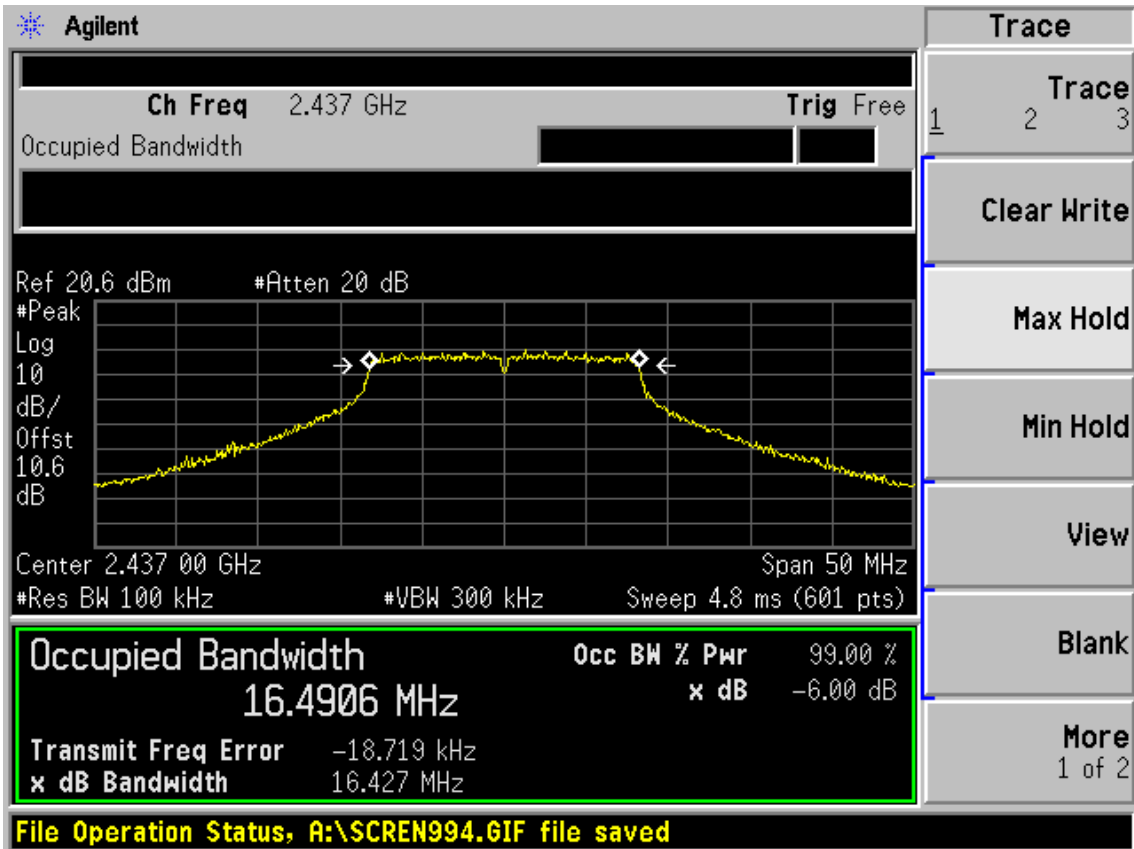 Agilent
Trace
Ch Freq 2.437 GHz Trig Free
Occupied Bandwidth
Trace
1 2 3
Clear Write
Max Hold
Min Hold
View
Blank
More
1 of 2
Ref 20.6 dBm #Atten 20 dB
#Peak
Log
10
dB/
Offst
10.6
dB
Center 2.437 00 GHz Span 50 MHz
#Res BW 100 kHz #VBW 300 kHz Sweep 4.8 ms (601 pts)
Occupied Bandwidth Occ BW % Pwr 99.00 %
16.4906 MHz x dB -6.00 dB
Transmit Freq Error -18.719 kHz
x dB Bandwidth 16.427 MHz
File Operation Status, A:\SCREN994.GIF file saved